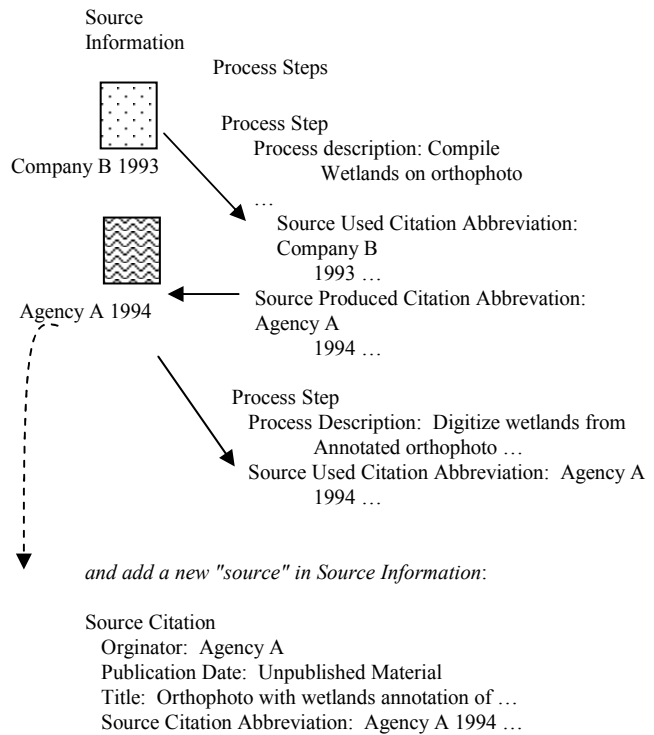 Source
Information
Process Steps
Process Step
Process description: Compile
Wetlands on orthophoto
…
Company B 1993
Source Used Citation Abbreviation:
Company B
1993 …
Source Produced Citation Abbrevation:
Agency A
1994 …
Agency A 1994
Process Step
Process Description: Digitize wetlands from
Annotated orthophoto …
Source Used Citation Abbreviation: Agency A
1994 …
and add a new "source" in Source Information:
Source Citation
Orginator: Agency A
Publication Date: Unpublished Material
Title: Orthophoto with wetlands annotation of …
Source Citation Abbreviation: Agency A 1994 …